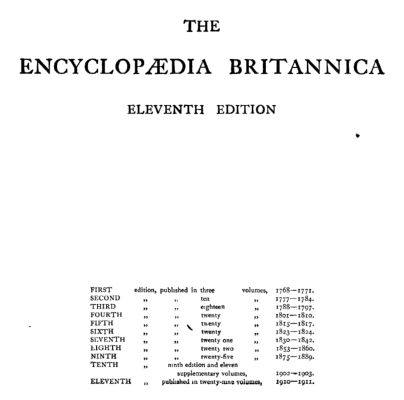 THE
ENCYCLOPÆDIA BRITANNICA
ELEVENTH EDITION
FIRST edition, published in three volumes, 1768—1771.
SECOND „ „ ten „ 1777—1784.
THIRD „ „ eighteen „ 1788—1797.
FOURTH „ „ twenty „ 1801—1810.
FIFTH „ „ twenty „ 1815—1817.
SIXTH „ „ twenty „ 1823—1824.
SEVENTH „ „ twenty one „ 1830—1842.
EIGHTH „ „ twenty two „ 1853—1860.
NINTH „ „ twenty-five „ 1875—1889.
TENTH „ ninth edition and eleven
supplementary volumes, 1902—1903.
ELEVENTH „ published in twenty-nine volumes, 1910—1911.